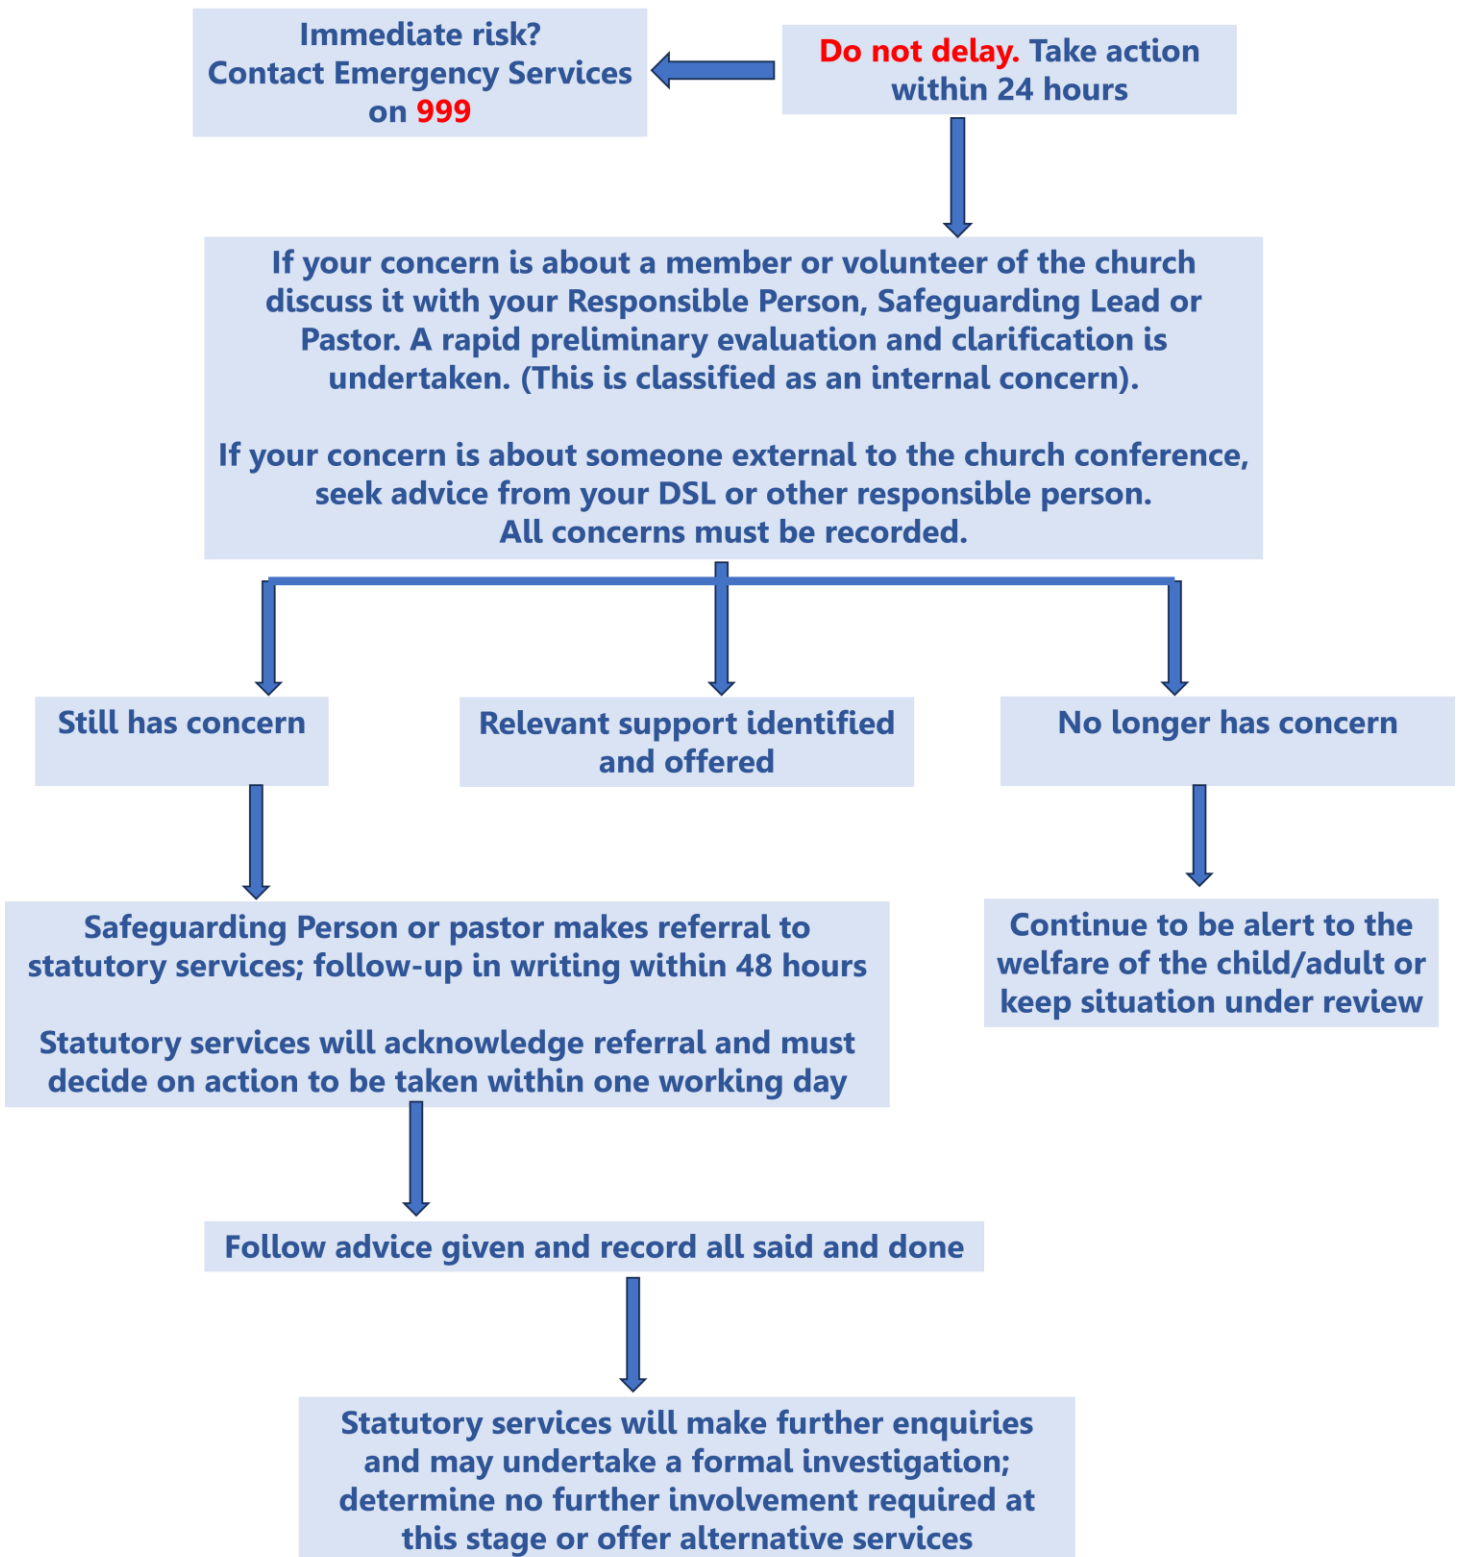 Immediate risk?
Contact Emergency Services
on 999
Do not delay. Take action
within 24 hours
If your concern is about a member or volunteer of the church
discuss it with your Responsible Person, Safeguarding Lead or
Pastor. A rapid preliminary evaluation and clarification is
undertaken. (This is classified as an internal concern).
If your concern is about someone external to the church conference,
seek advice from your DSL or other responsible person.
All concerns must be recorded.
Still has concern
Relevant support identified
and offered
No longer has concern
Safeguarding Person or pastor makes referral to
statutory services; follow-up in writing within 48 hours
Statutory services will acknowledge referral and must
decide on action to be taken within one working day
Continue to be alert to the
welfare of the child/adult or
keep situation under review
Follow advice given and record all said and done
Statutory services will make further enquiries
and may undertake a formal investigation;
determine no further involvement required at
this stage or offer alternative services